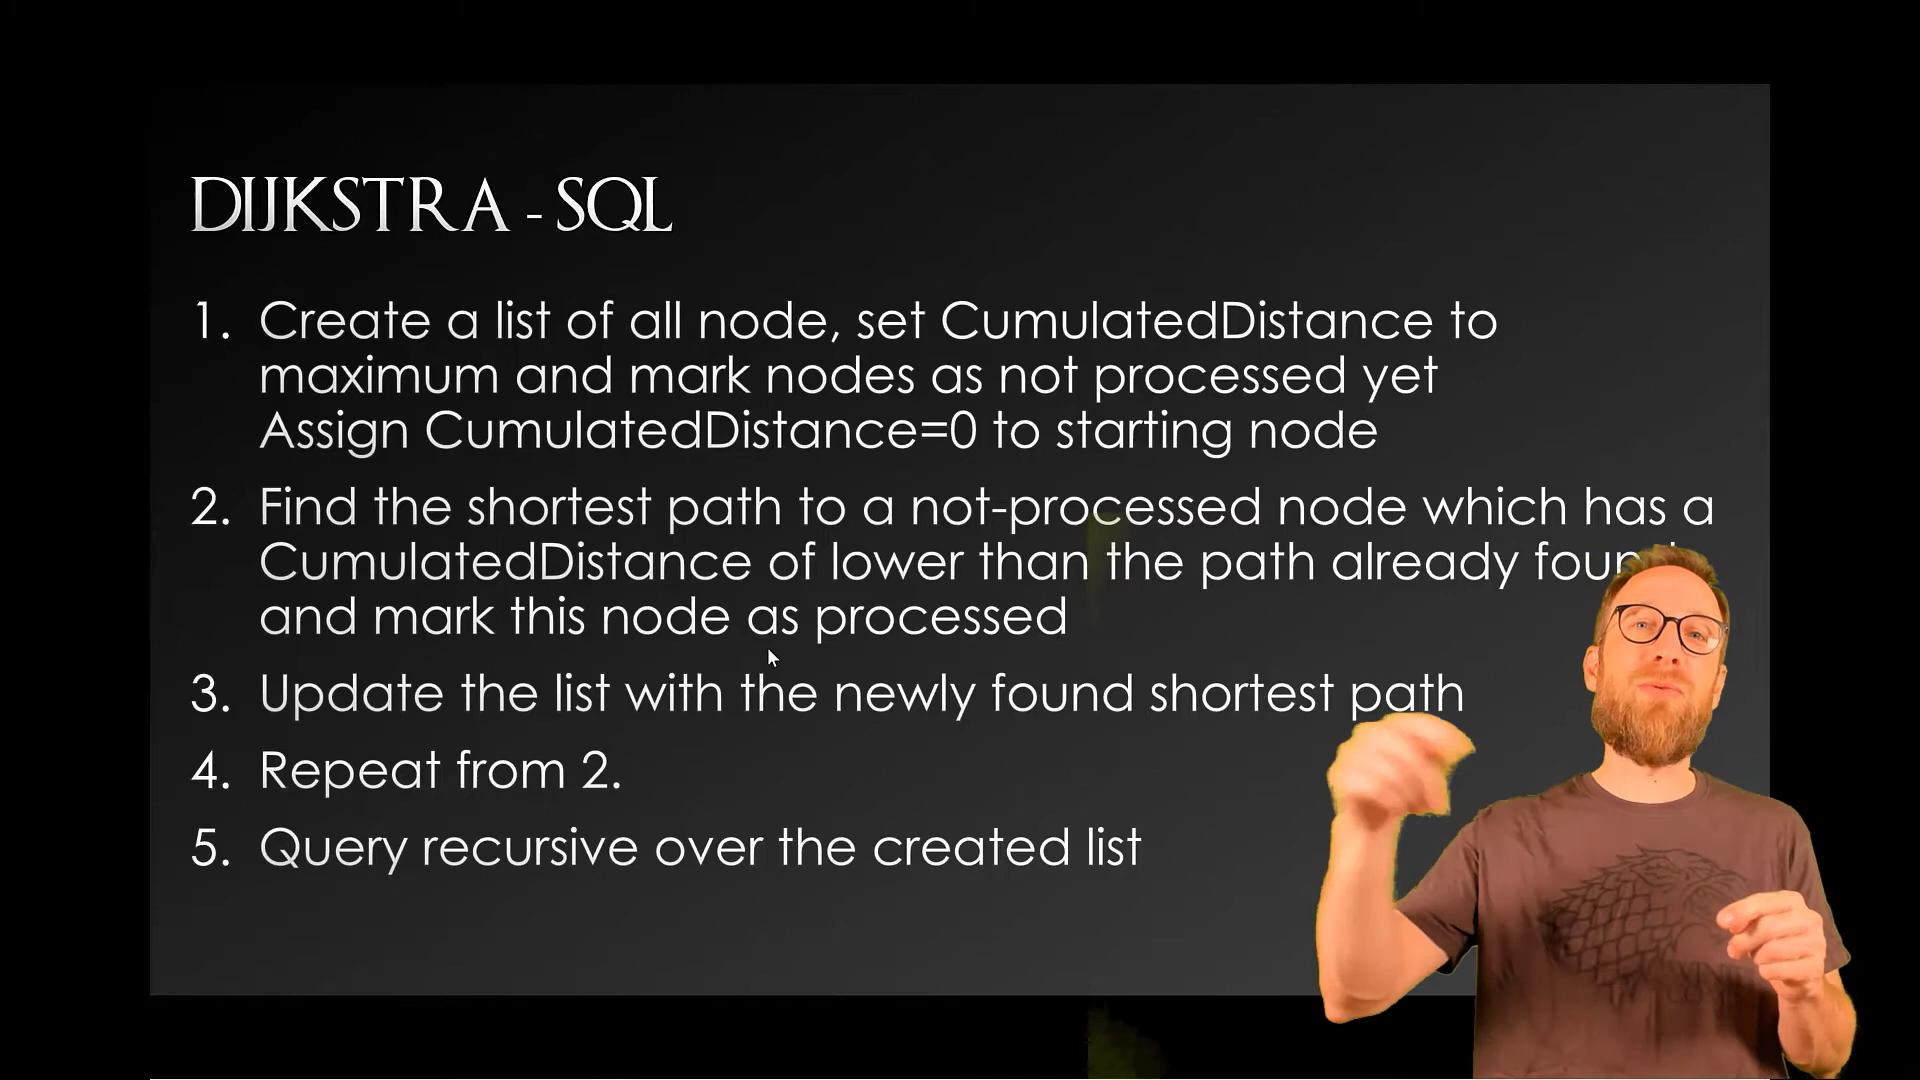 DIJKSTRA - SQL
1. Create a list of all node, set CumulatedDistance to
maximum and mark nodes as not processed yet
Assign CumulatedDistance=0 to starting node
2. Find the shortest path to a not-processed node which has a
CumulatedDistance of lower than the path already
and mark this node as processed
3. Update the list with the newly found shortest path
4. Repeat from 2.
5. Query recursive over the created list